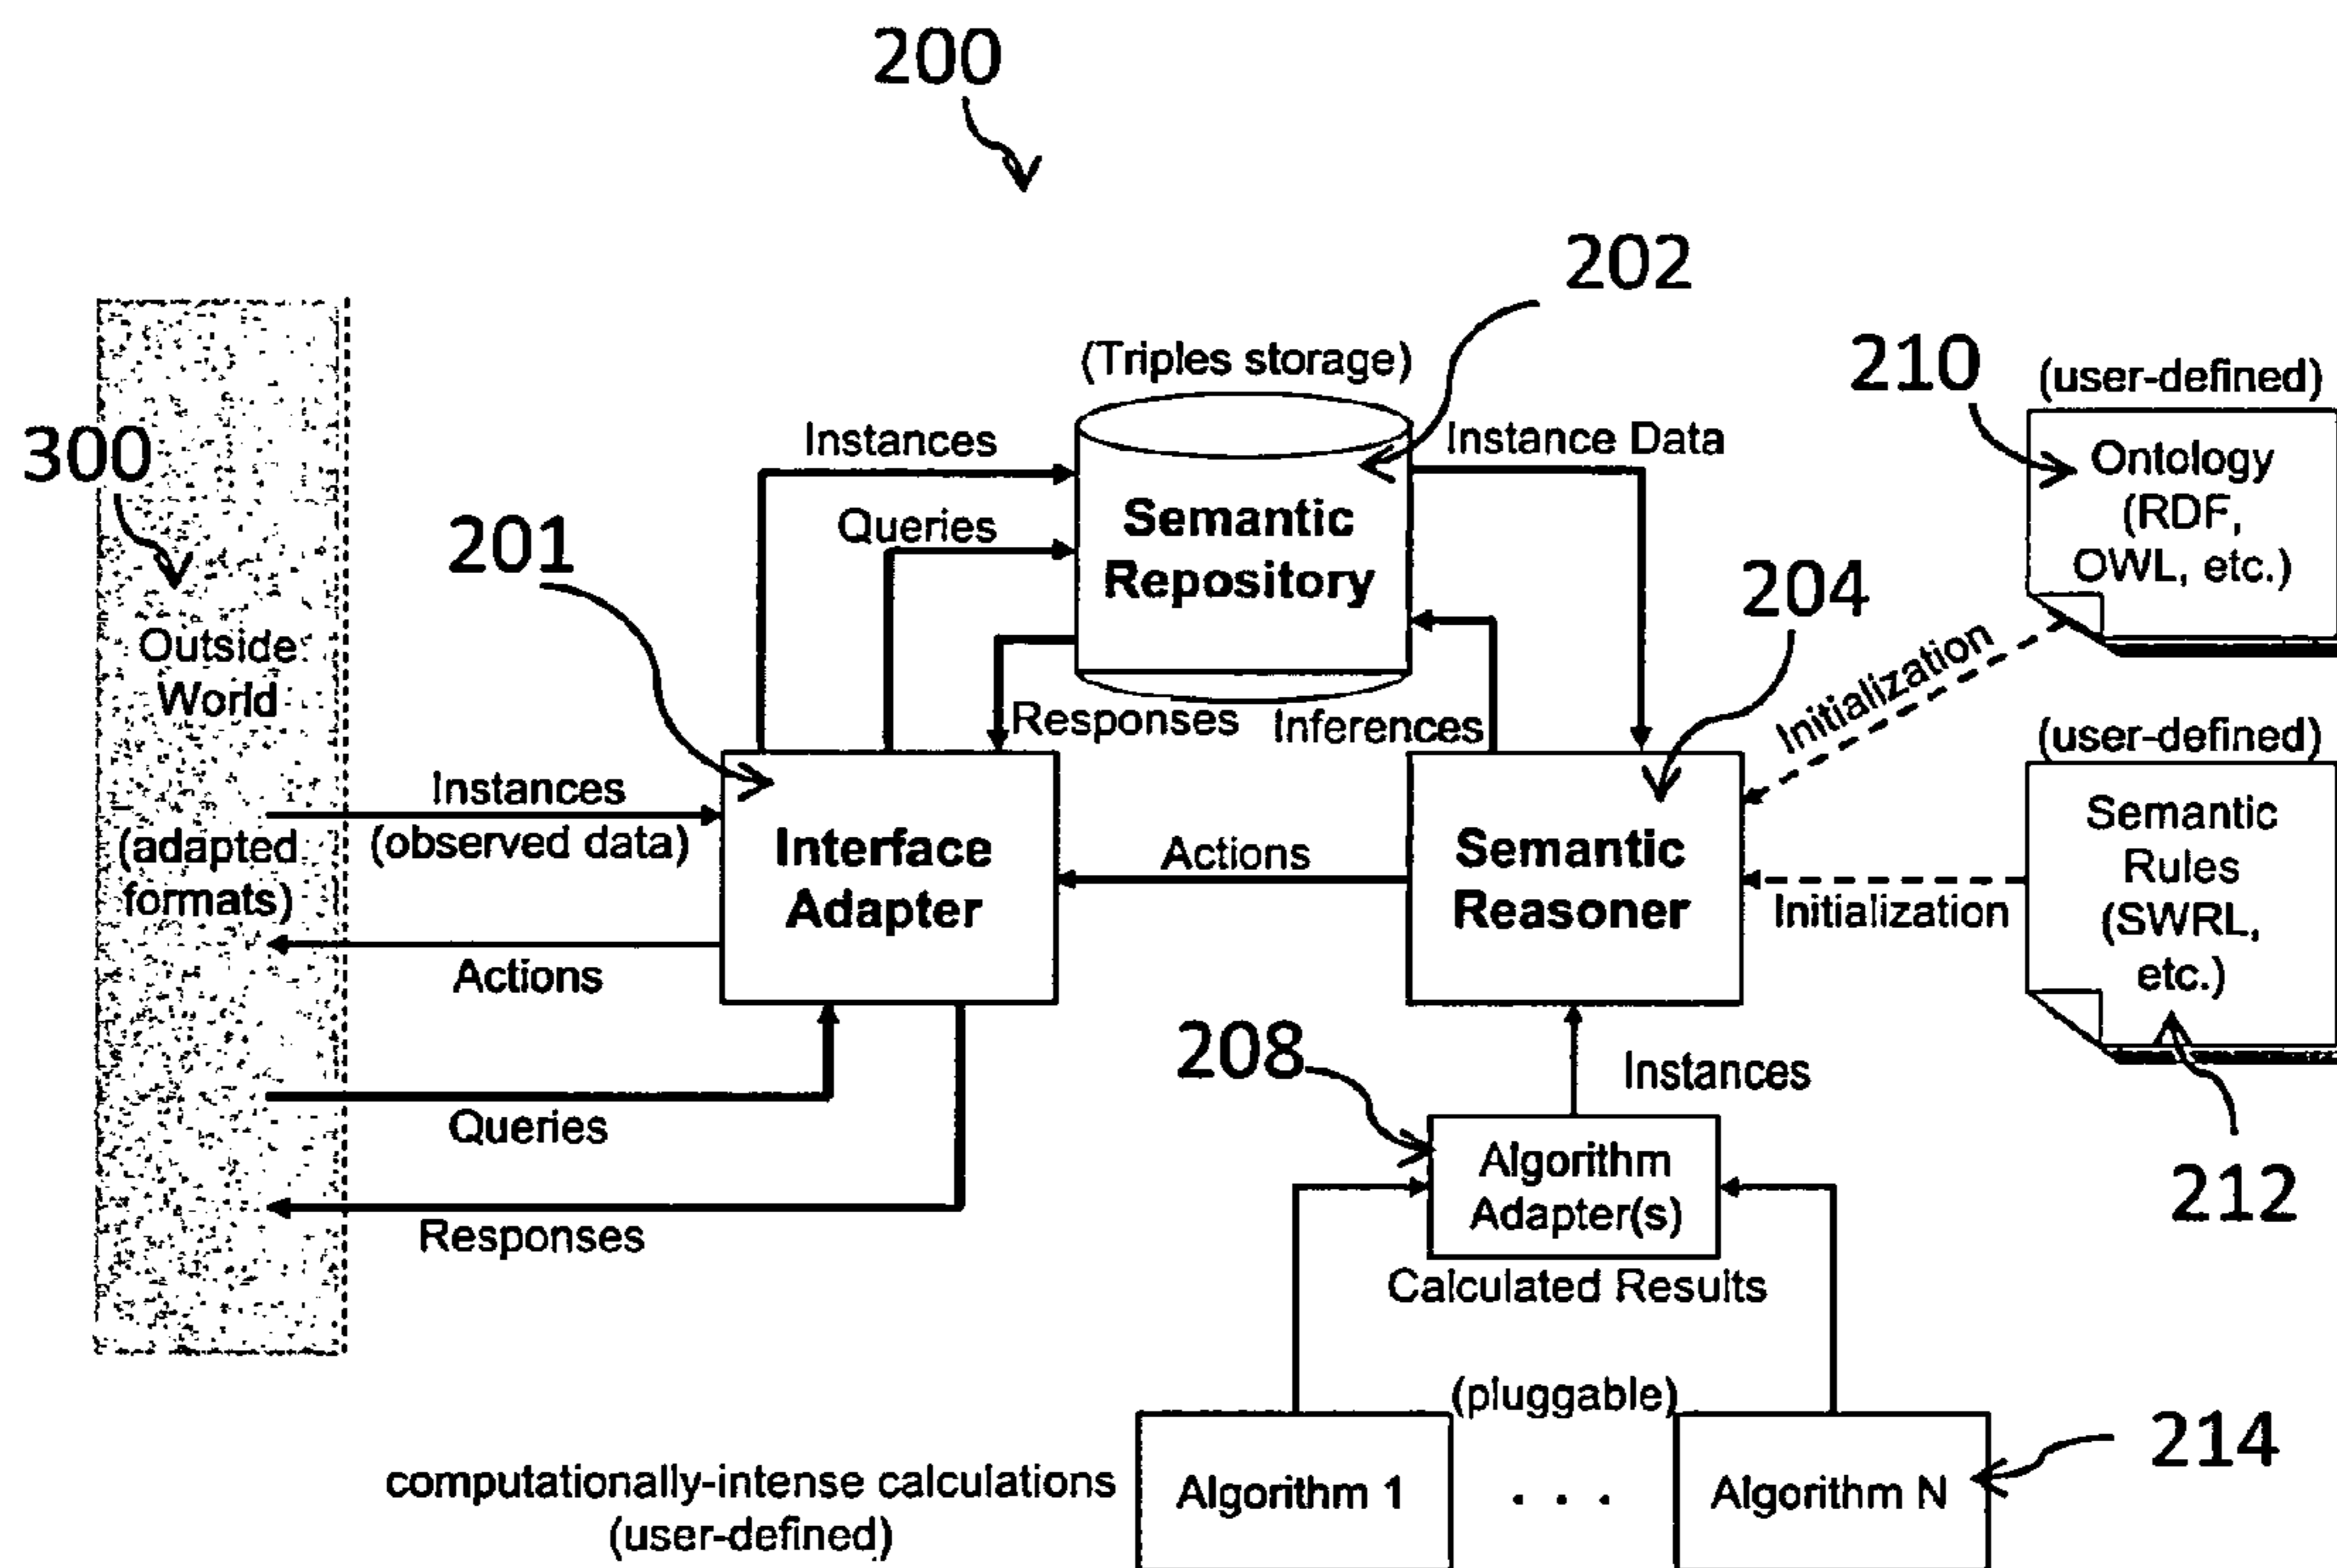 200
202
(Triples storage)
210
(user-defined)
Instances
Instance Data
Ontology
(RDF,
OWL, etc.)
300
201
Queries
Semantic
Repository
204
Outside
World
Responses
Inferences
Initialization
(user-defined)
Instances
(observed data)
(adapted
formats)
Interface
Adapter
Actions
Semantic
Reasoner
Initialization
Semantic
Rules
(SWRL,
etc.)
Actions
208
Instances
Queries
Algorithm
Adapter(s)
212
Responses
Calculated Results
(pluggable)
214
computationally-intense calculations
(user-defined)
Algorithm 1
. . .
Algorithm N